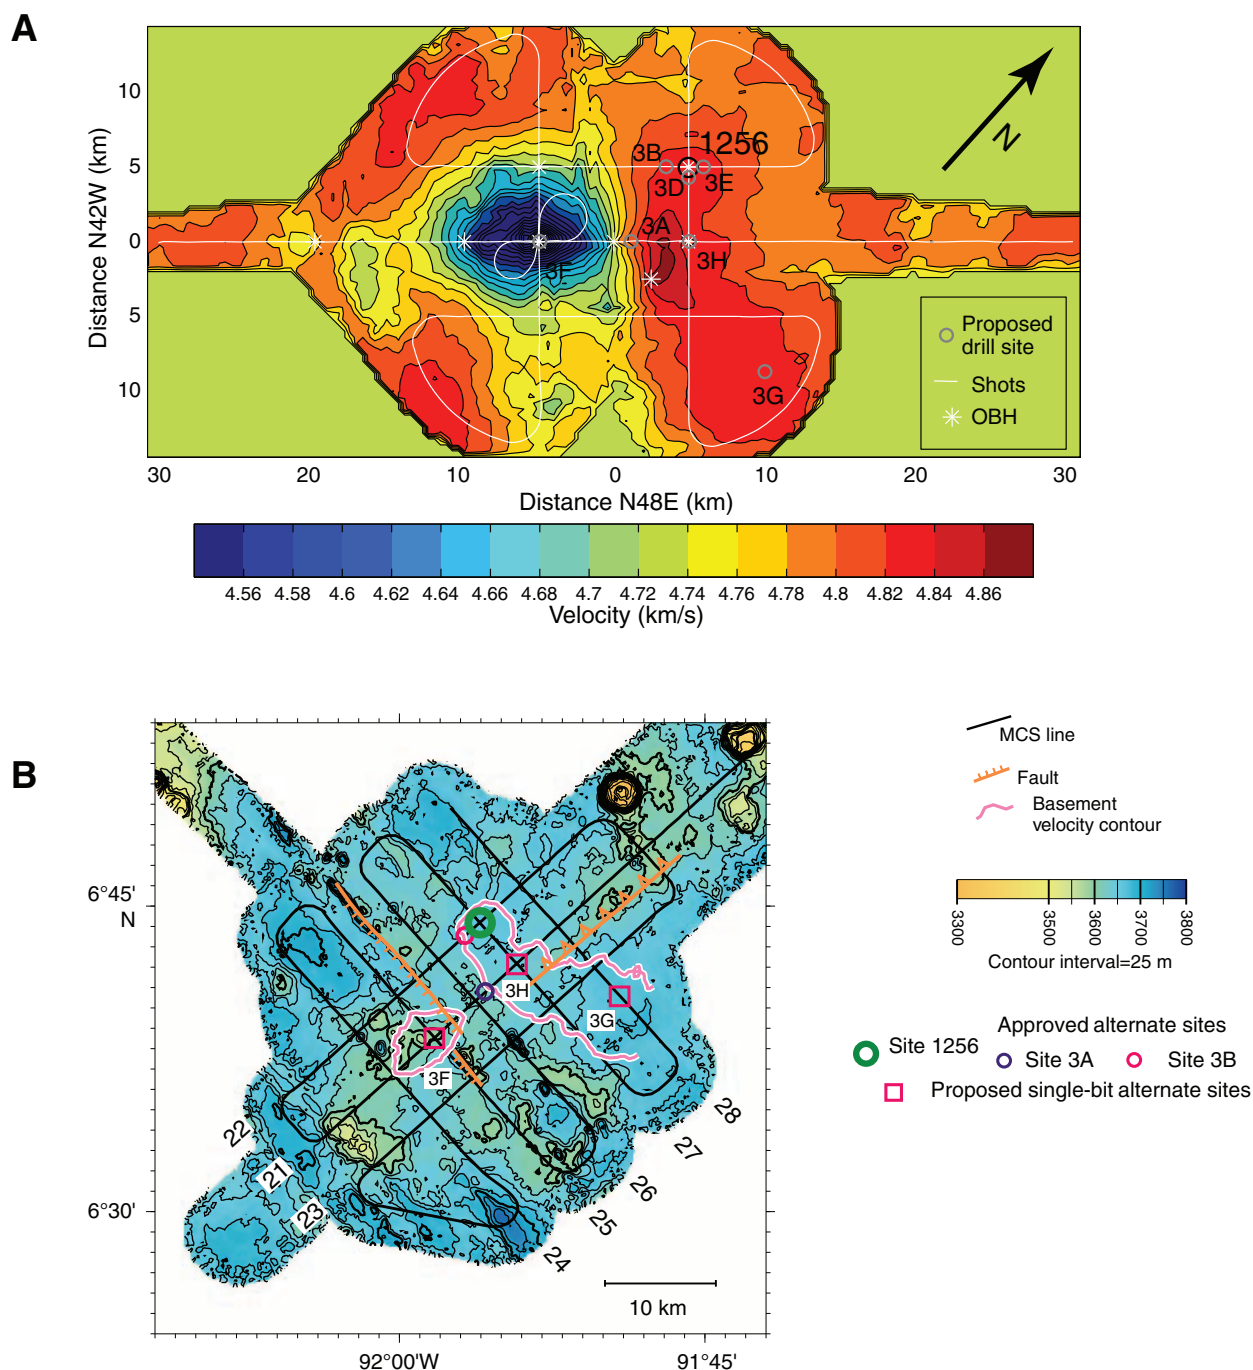 A
Distance N42W (km)
10
5
0
5
10
1256
3B
3D
3E
3A
3F
3H
3G
N
Proposed
drill site
Shots
OBH
30
20
10
0
10
20
30
Distance N48E (km)
4.56
4.58
4.6
4.62
4.64
4.66
4.68
4.7
4.72
4.74
4.76
4.78
4.8
4.82
4.84
4.86
Velocity (km/s)
B
6°45'
N
6°30'
92°00'W
91°45'
3H
3G
3F
22
21
23
24
25
26
27
28
10 km
MCS line
Fault
Basement
velocity contour
3300
3500
3600
3700
3800
Contour interval=25 m
Approved alternate sites
Site 1256
Site 3A
Site 3B
Proposed single-bit alternate sites